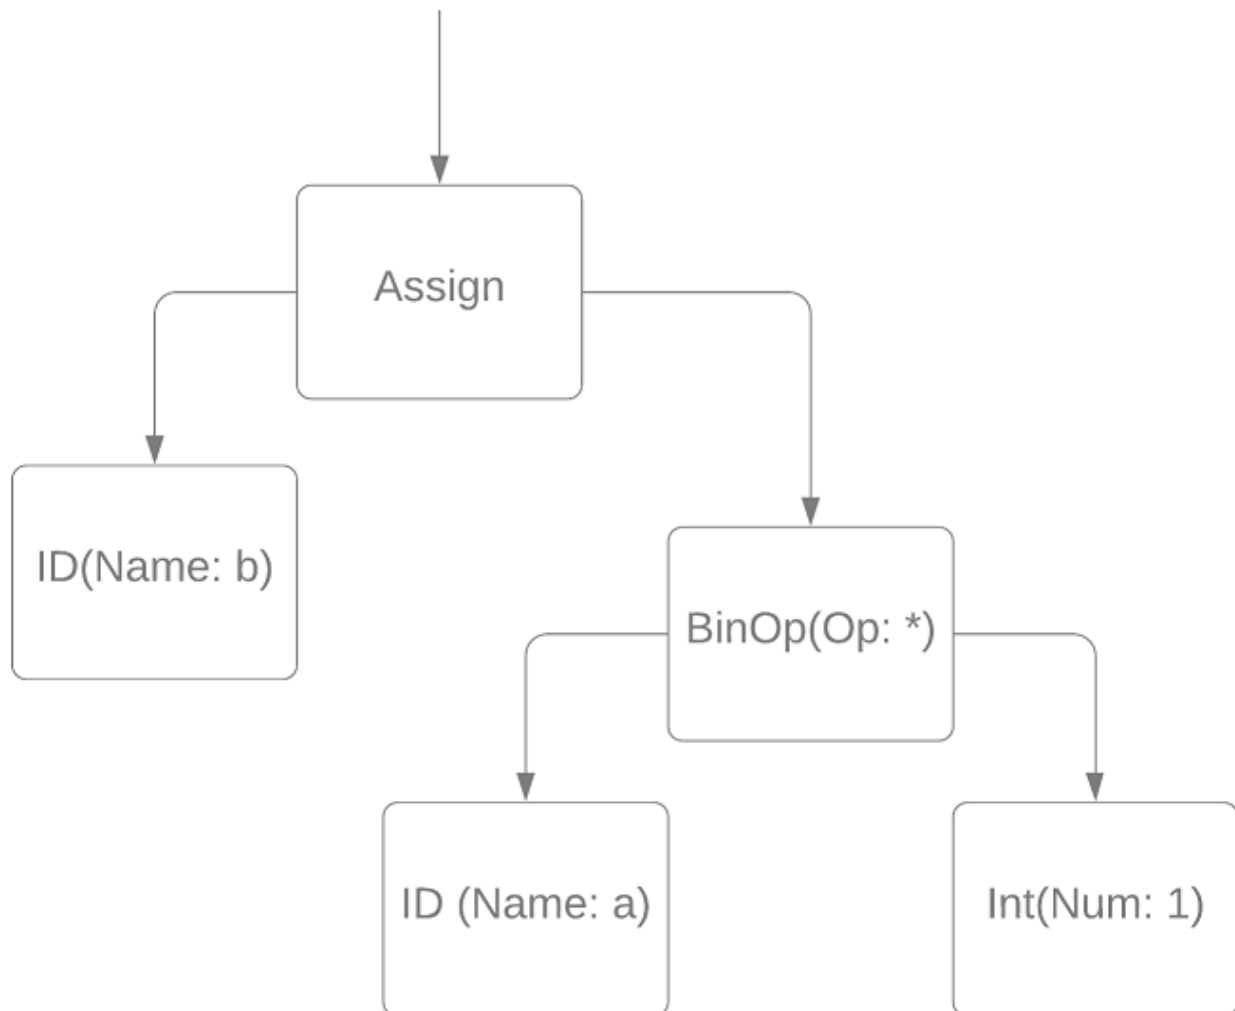 Assign
ID(Name: b)
BinOp(Op: *)
ID (Name: a)
Int(Num: 1)